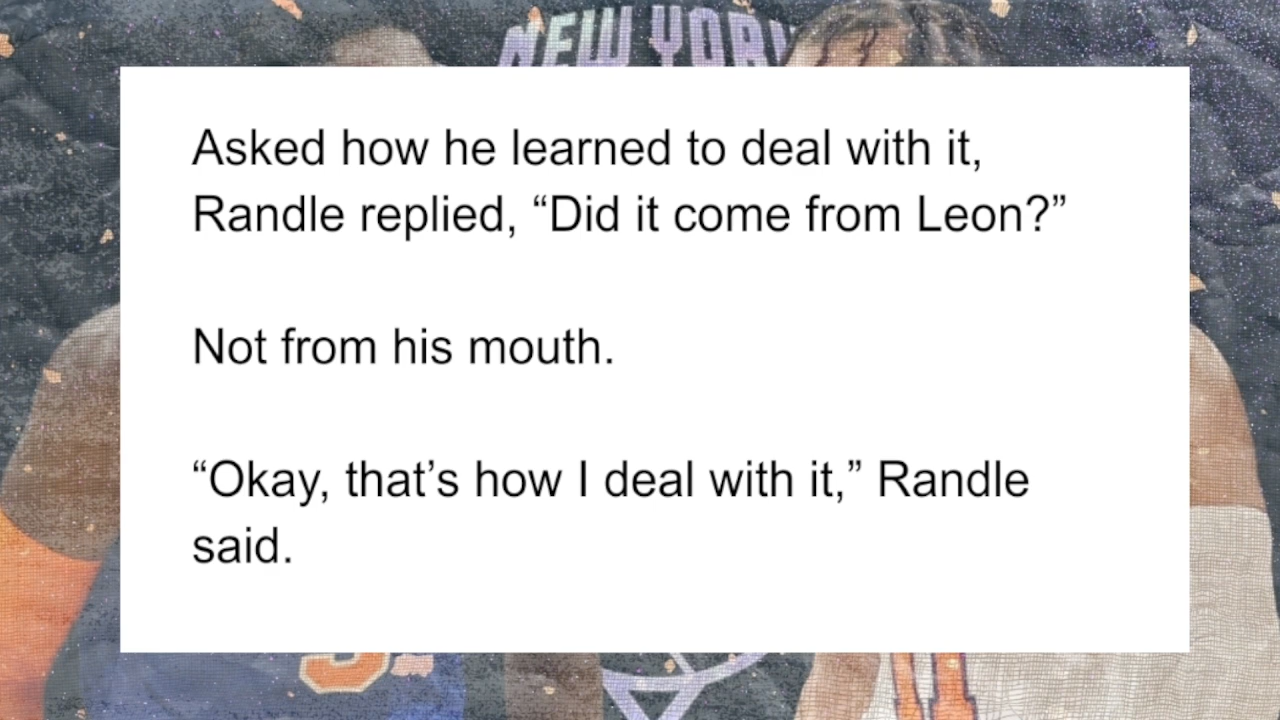 NEW YORK
Asked how he learned to deal with it,
Randle replied, “Did it come from Leon?”
Not from his mouth.
“Okay, that’s how I deal with it,” Randle
said.